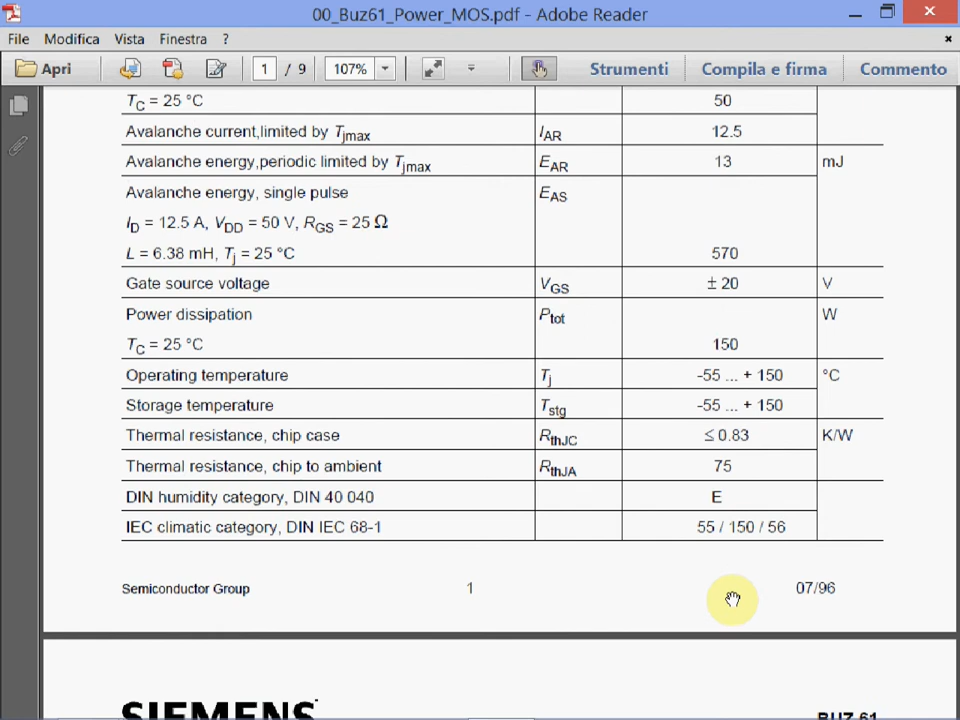 00_Buz61_Power_MOS.pdf - Adobe Reader
File Modifica Vista Finestra ?
Apri 1 / 9 107% Strumenti Compila e firma Commento
TC = 25 °C 50
Avalanche current,limited by Tjmax IAR 12.5
Avalanche energy,periodic limited by Tjmax EAR 13 mJ
Avalanche energy, single pulse EAS
ID = 12.5 A, VDD = 50 V, RGS = 25 Ω
L = 6.38 mH, Tj = 25 °C 570
Gate source voltage VGS ± 20 V
Power dissipation Ptot W
TC = 25 °C 150
Operating temperature Tj -55 ... + 150 °C
Storage temperature Tstg -55 ... + 150
Thermal resistance, chip case RthJC ≤ 0.83 K/W
Thermal resistance, chip to ambient RthJA 75
DIN humidity category, DIN 40 040 E
IEC climatic category, DIN IEC 68-1 55 / 150 / 56
Semiconductor Group 1 07/96
SIEMENS
BUZ 61